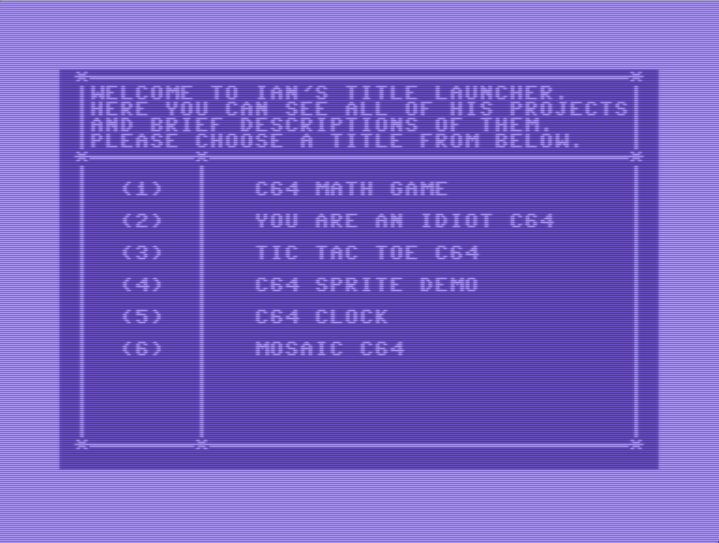 WELCOME TO IAN'S TITLE LAUNCHER.
HERE YOU CAN SEE ALL OF HIS PROJECTS
AND BRIEF DESCRIPTIONS OF THEM.
PLEASE CHOOSE A TITLE FROM BELOW.
(1) C64 MATH GAME
(2) YOU ARE AN IDIOT C64
(3) TIC TAC TOE C64
(4) C64 SPRITE DEMO
(5) C64 CLOCK
(6) MOSAIC C64